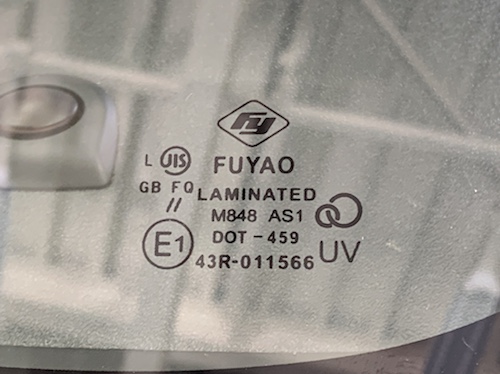 FY
L JIS FUYAO
GB FQ LAMINATED
// M848 AS1
E1 DOT-459 UV
43R-011566